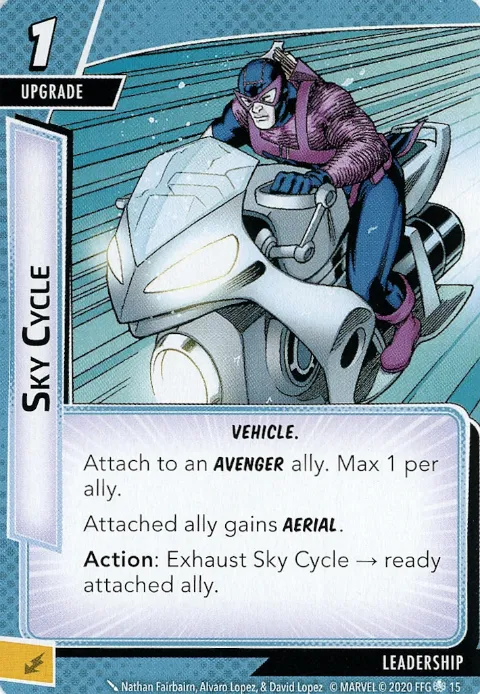 1
UPGRADE
SKY CYCLE
VEHICLE.
Attach to an AVENGER ally. Max 1 per
ally.
Attached ally gains AERIAL.
Action: Exhaust Sky Cycle → ready
attached ally.
LEADERSHIP
Nathan Fairbairn, Alvaro Lopez, & David Lopez © MARVEL © 2020 FFG 15